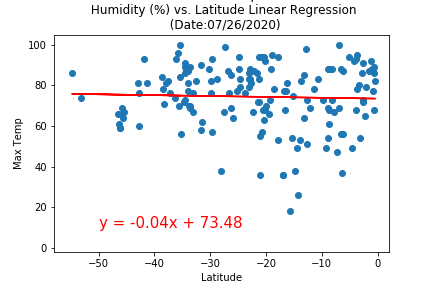 Humidity (%) vs. Latitude Linear Regression
(Date:07/26/2020)
100
80
60
40
20
0
Max Temp
y = -0.04x + 73.48
−50
−40
−30
−20
−10
0
Latitude